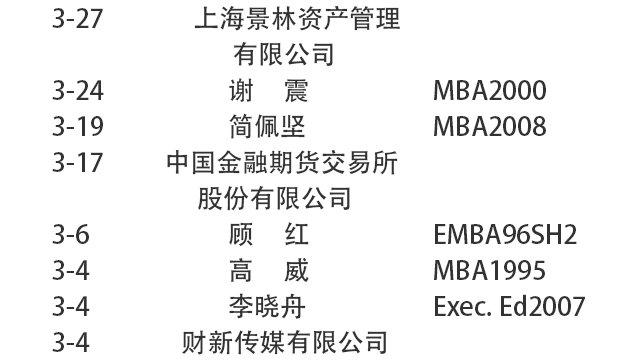 3-27 上海景林资产管理
有限公司
3-24 谢 震 MBA2000
3-19 简佩坚 MBA2008
3-17 中国金融期货交易所
股份有限公司
3-6 顾 红 EMBA96SH2
3-4 高 威 MBA1995
3-4 李晓舟 Exec. Ed2007
3-4 财新传媒有限公司